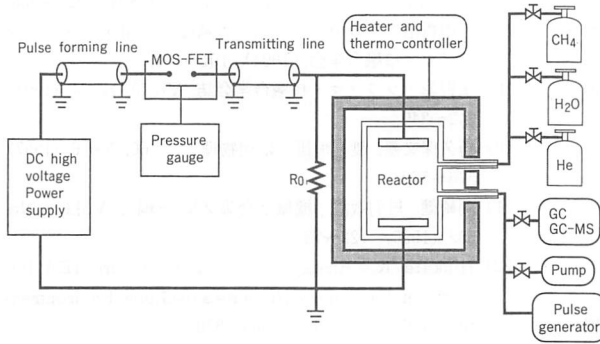 Pulse forming line
MOS-FET
Transmitting line
Heater and
thermo-controller
CH4
H2O
He
Pressure
gauge
DC high
voltage
Power
supply
R0
Reactor
GC
GC-MS
Pump
Pulse
generator